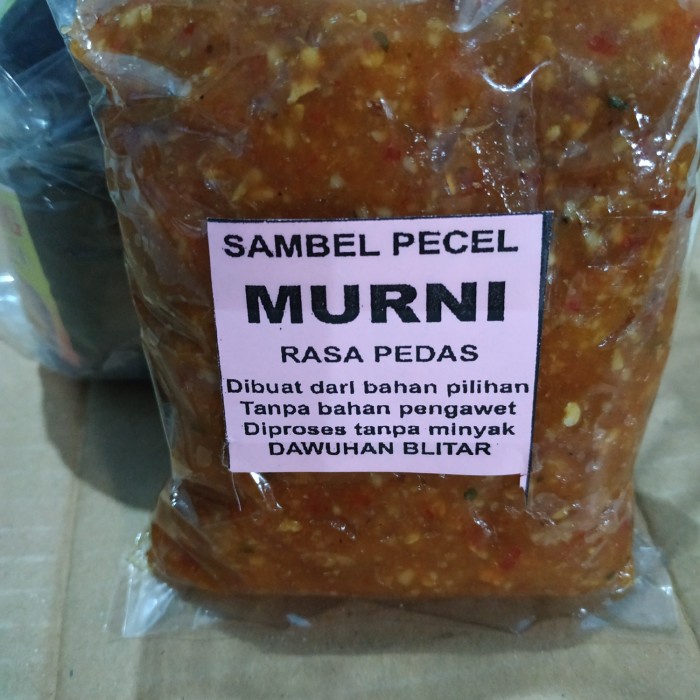 SAMBEL PECEL
MURNI
RASA PEDAS
Dibuat dari bahan pilihan
Tanpa bahan pengawet
Diproses tanpa minyak
DAWUHAN BLITAR